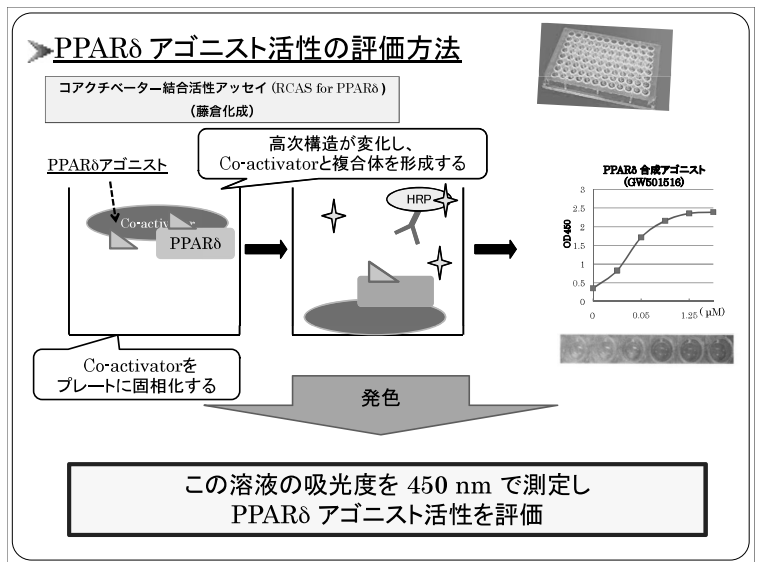 PPARδ アゴニスト活性の評価方法
コアクチベーター結合活性アッセイ (RCAS for PPARδ)
(藤倉化成)
高次構造が変化し、
Co-activatorと複合体を形成する
PPARδアゴニスト
Co-activ
PPARδ
HRP
Co-activatorを
プレートに固相化する
PPARδ 合成アゴニスト
(GW501516)
OD450
3
2.5
2
1.5
1
0.5
0
0 0.05 1.25 (μM)
発色
この溶液の吸光度を 450 nm で測定し
PPARδ アゴニスト活性を評価